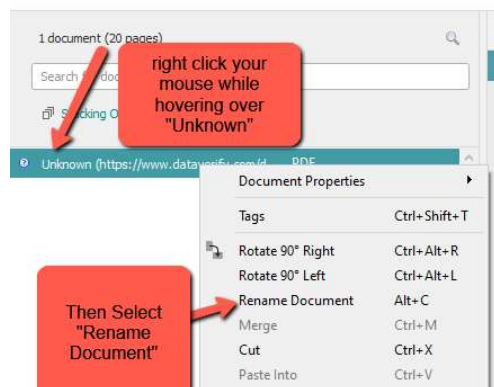 1 document (20 pages)
right click your
mouse while
hovering over
"Unknown"
Search
Unknown (https://www.dataverify.com/d... PDF
Document Properties
Tags Ctrl+Shift+T
Rotate 90° Right Ctrl+Alt+R
Rotate 90° Left Ctrl+Alt+L
Rename Document Alt+C
Merge Ctrl+M
Cut Ctrl+X
Paste Into Ctrl+V
Then Select
"Rename
Document"